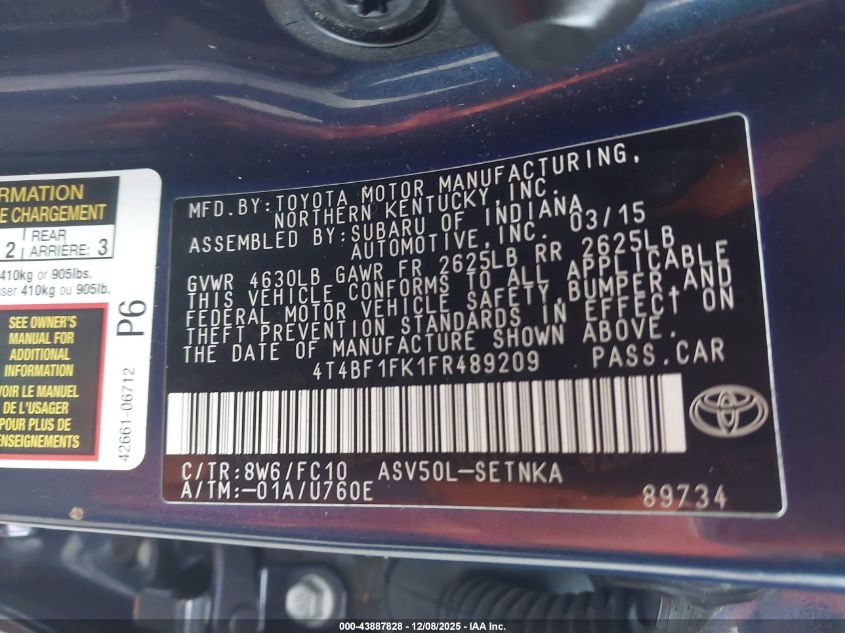 RMATION
E CHARGEMENT
2 REAR ARRIÈRE: 3
410kg or 905lbs.
sser 410 kg ou 905lb.
SEE OWNER'S
MANUAL FOR
ADDITIONAL
INFORMATION
VOIR LE MANUEL
DE L'USAGER
POUR PLUS DE
ENSEIGNEMENTS
P6
42661-06712
MFD.BY:TOYOTA MOTOR MANUFACTURING,
NORTHERN KENTUCKY,INC.
ASSEMBLED BY:SUBARU OF INDIANA
AUTOMOTIVE,INC. 03/15
GVWR 4630LB GAWR FR 2625LB RR 2625LB
THIS VEHICLE CONFORMS TO ALL APPLICABLE
FEDERAL MOTOR VEHICLE SAFETY,BUMPER,AND
THEFT PREVENTION STANDARDS IN EFFECT ON
THE DATE OF MANUFACTURE SHOWN ABOVE.
4T4BF1FK1FR489209 PASS.CAR
C/TR:8W6/FC10 ASV50L-SETNKA
A/TM:-01A/U760E 89734
000-43887828 - 12/08/2025 - IAA Inc.